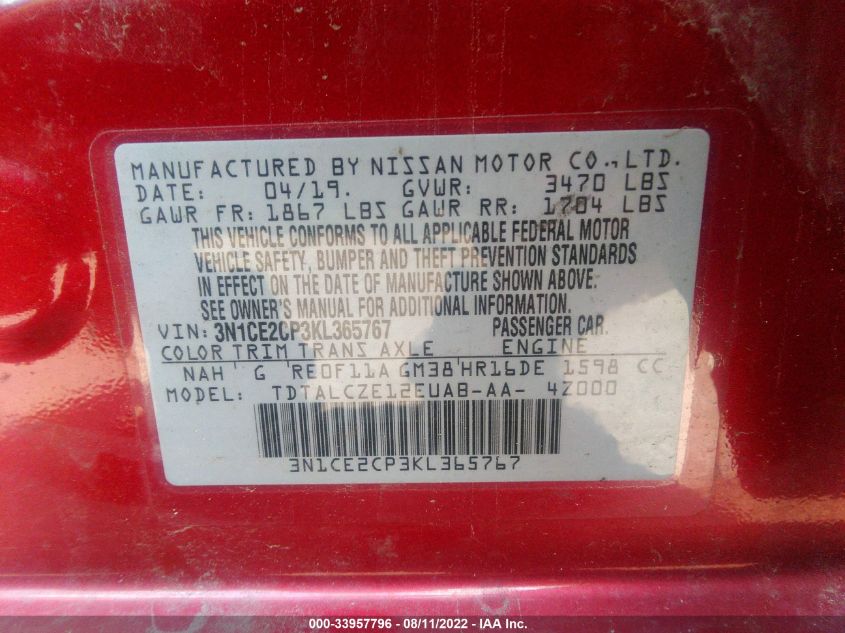 MANUFACTURED BY NISSAN MOTOR CO., LTD.
DATE: 04/19. GVWR: 3470 LBS
GAWR FR: 1867 LBS GAWR RR: 1704 LBS
THIS VEHICLE CONFORMS TO ALL APPLICABLE FEDERAL MOTOR
VEHICLE SAFETY, BUMPER AND THEFT PREVENTION STANDARDS
IN EFFECT ON THE DATE OF MANUFACTURE SHOWN ABOVE.
SEE OWNER'S MANUAL FOR ADDITIONAL INFORMATION.
VIN: 3N1CE2CP3KL365767 PASSENGER CAR.
COLOR TRIM TRANS AXLE ENGINE
NAH ' G ' RE0F11A GM38'HR16DE 1598 CC
MODEL: TDTALCZE12EUAB-AA- 4Z000
3N1CE2CP3KL365767
000-33957796 - 08/11/2022 - IAA Inc.